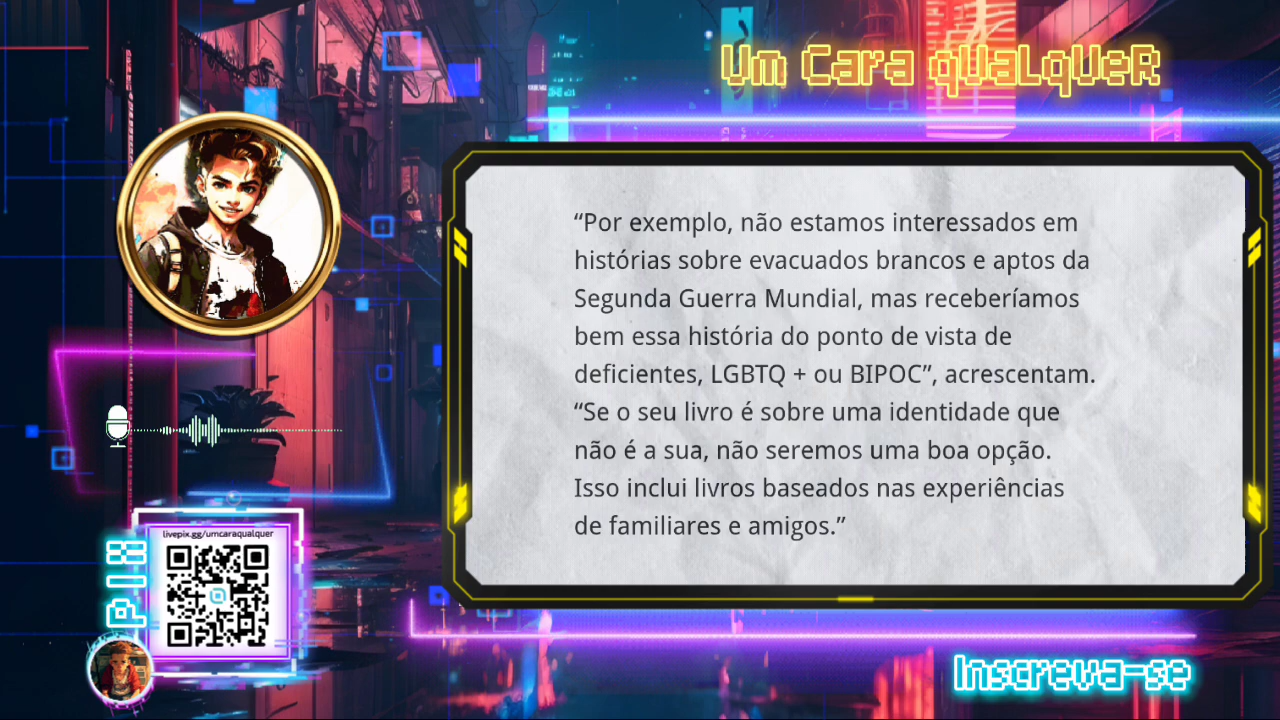 Um Cara qUaLqUeR
“Por exemplo, não estamos interessados em
histórias sobre evacuados brancos e aptos da
Segunda Guerra Mundial, mas receberíamos
bem essa história do ponto de vista de
deficientes, LGBTQ + ou BIPOC”, acrescentam.
“Se o seu livro é sobre uma identidade que
não é a sua, não seremos uma boa opção.
Isso inclui livros baseados nas experiências
de familiares e amigos.”
livepix.gg/umcaraqualquer
PIX
Inscreva-se